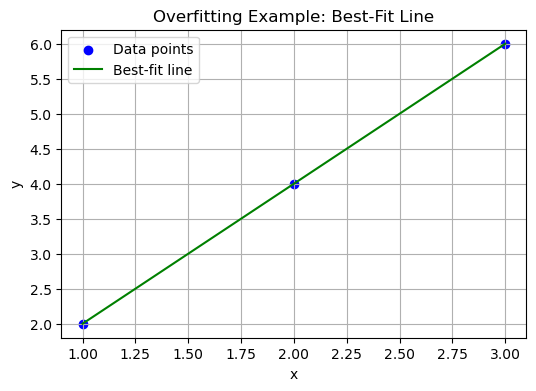 Overfitting Example: Best-Fit Line
Data points
Best-fit line
6.0
5.5
5.0
4.5
4.0
3.5
3.0
2.5
2.0
y
1.00 1.25 1.50 1.75 2.00 2.25 2.50 2.75 3.00
x